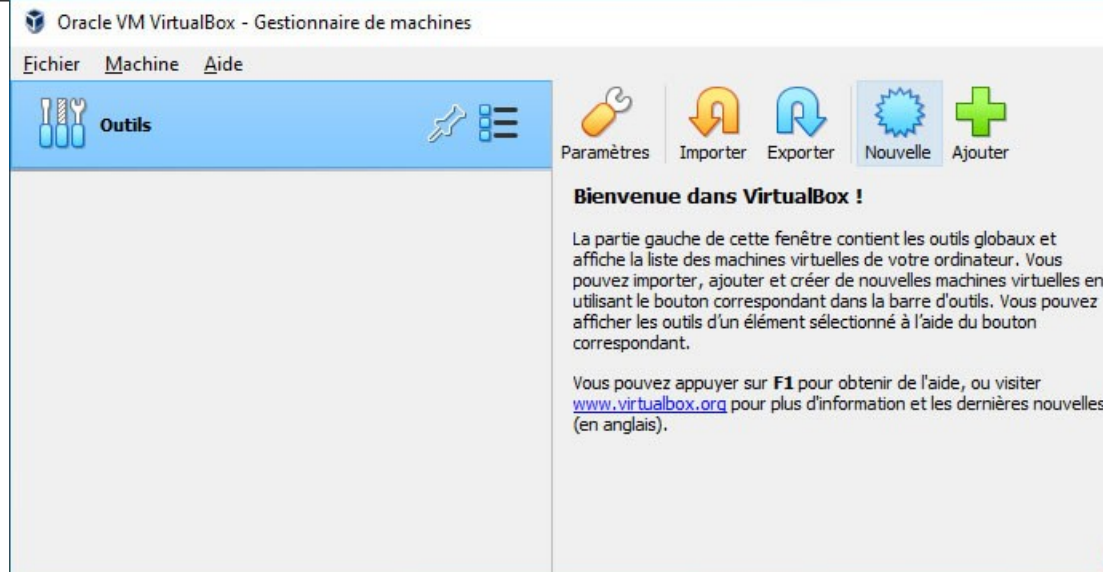 Oracle VM VirtualBox - Gestionnaire de machines
Fichier Machine Aide
Outils
Paramètres Importer Exporter Nouvelle Ajouter
Bienvenue dans VirtualBox !
La partie gauche de cette fenêtre contient les outils globaux et
affiche la liste des machines virtuelles de votre ordinateur. Vous
pouvez importer, ajouter et créer de nouvelles machines virtuelles en
utilisant le bouton correspondant dans la barre d'outils. Vous pouvez
afficher les outils d’un élément sélectionné à l’aide du bouton
correspondant.
Vous pouvez appuyer sur F1 pour obtenir de l'aide, ou visiter
www.virtualbox.org pour plus d'information et les dernières nouvelles
(en anglais).